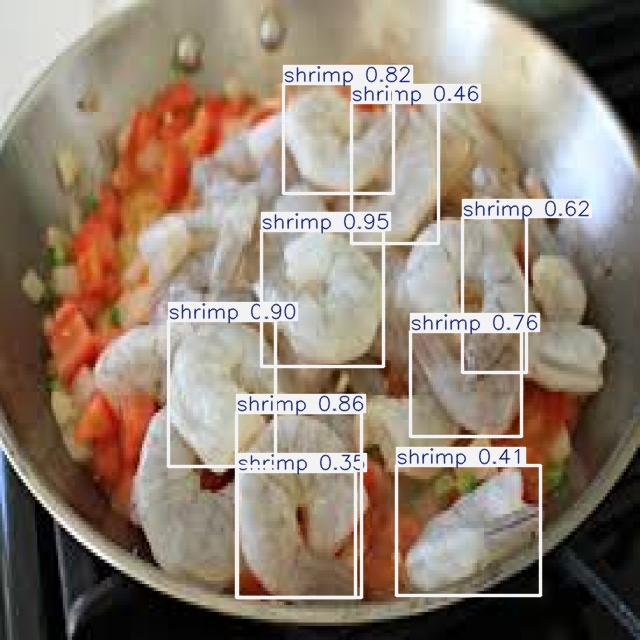 shrimp 0.82
shrimp 0.46
shrimp 0.62
shrimp 0.95
shrimp 0.90
shrimp 0.76
shrimp 0.86
shrimp 0.41
shrimp 0.35